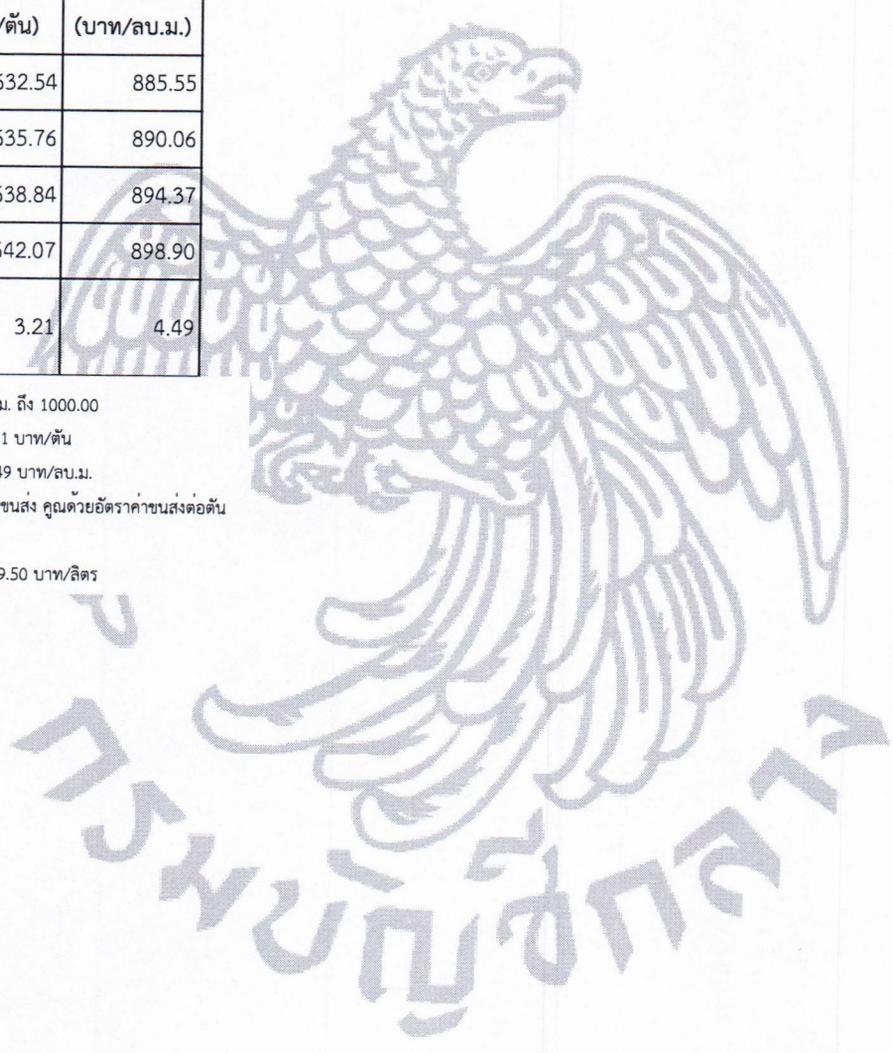 /ตัน) (บาท/ลบ.ม.)
632.54 885.55
635.76 890.06
638.84 894.37
642.07 898.90
3.21 4.49
ม. ถึง 1000.00
1 บาท/ตัน
49 บาท/ลบ.ม.
ขนส่ง คูณด้วยอัตราค่าขนส่งต่อตัน
9.50 บาท/ลิตร
กรมบัญชีกลาง